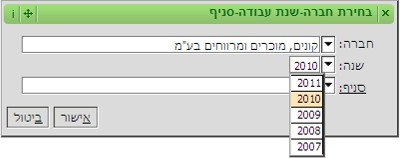 בחירת חברה-שנת עבודה-סניף
חברה: קונים, מוכרים ומרווחים בע"מ
שנה: 2010
2011
סניף:
2010
2009
2008
2007
אישור ביטול